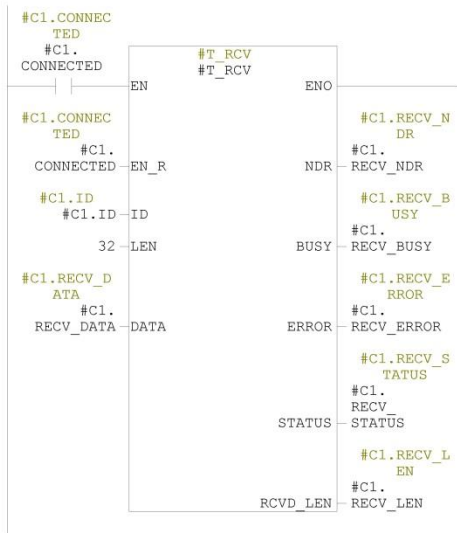 #C1.CONNEC
TED
#C1.
CONNECTED
#T_RCV
#T_RCV
EN
ENO
#C1.CONNEC
TED
#C1.
CONNECTED
EN_R
#C1.RECV_N
DR
#C1.
NDR
RECV_NDR
#C1.ID
#C1.ID
ID
32
LEN
#C1.RECV_B
USY
#C1.
BUSY
RECV_BUSY
#C1.RECV_D
ATA
#C1.
RECV_DATA
DATA
#C1.RECV_E
RROR
#C1.
ERROR
RECV_ERROR
#C1.RECV_S
TATUS
#C1.
RECV_
STATUS
STATUS
#C1.RECV_L
EN
#C1.
RCVD_LEN
RECV_LEN